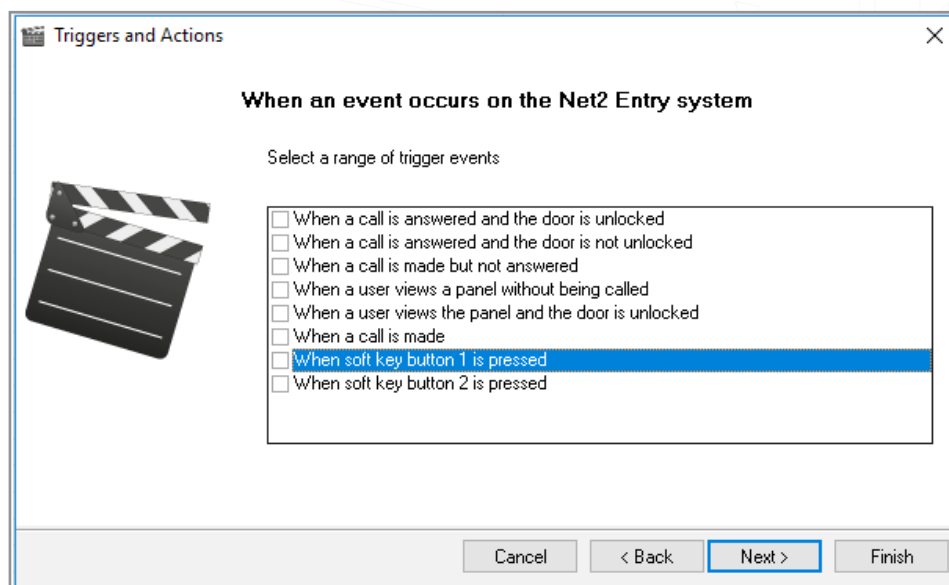 Triggers and Actions
When an event occurs on the Net2 Entry system
Select a range of trigger events
When a call is answered and the door is unlocked
When a call is answered and the door is not unlocked
When a call is made but not answered
When a user views a panel without being called
When a user views the panel and the door is unlocked
When a call is made
When soft key button 1 is pressed
When soft key button 2 is pressed
Cancel < Back Next > Finish